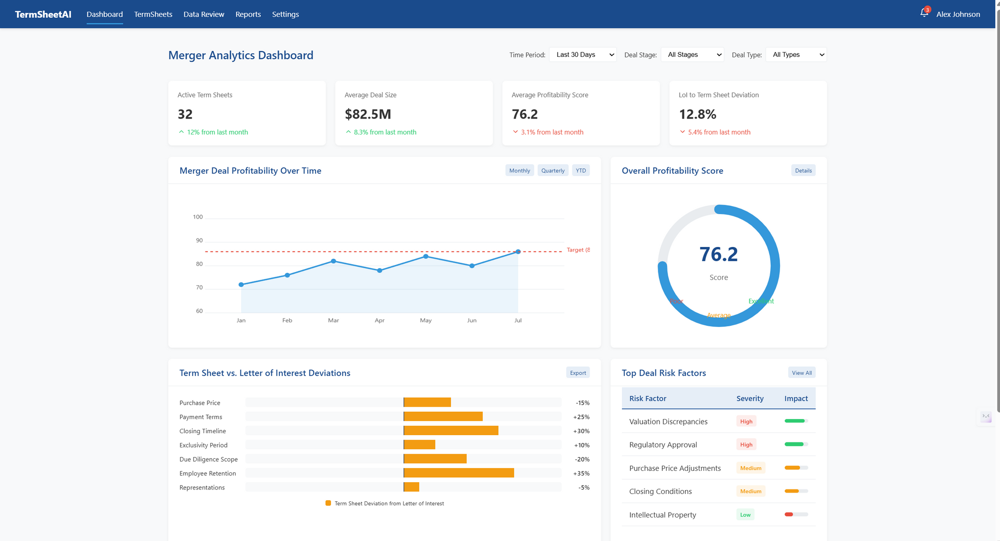 TermSheetAI Dashboard TermSheets Data Review Reports Settings 3 Alex Johnson
Merger Analytics Dashboard Time Period: Last 30 Days Deal Stage: All Stages Deal Type: All Types
Active Term Sheets
32
12% from last month
Average Deal Size
$82.5M
8.3% from last month
Average Profitability Score
76.2
3.1% from last month
LoI to Term Sheet Deviation
12.8%
5.4% from last month
Merger Deal Profitability Over Time Monthly Quarterly YTD
100
90
Target (8
80
70
60
Jan Feb Mar Apr May Jun Jul
Overall Profitability Score Details
76.2
Score
Poor Excellent
Average
Term Sheet vs. Letter of Interest Deviations Export
Purchase Price -15%
Payment Terms +25%
Closing Timeline +30%
Exclusivity Period +10%
Due Diligence Scope -20%
Employee Retention +35%
Representations -5%
Term Sheet Deviation from Letter of Interest
Top Deal Risk Factors View All
Risk Factor Severity Impact
Valuation Discrepancies High
Regulatory Approval High
Purchase Price Adjustments Medium
Closing Conditions Medium
Intellectual Property Low